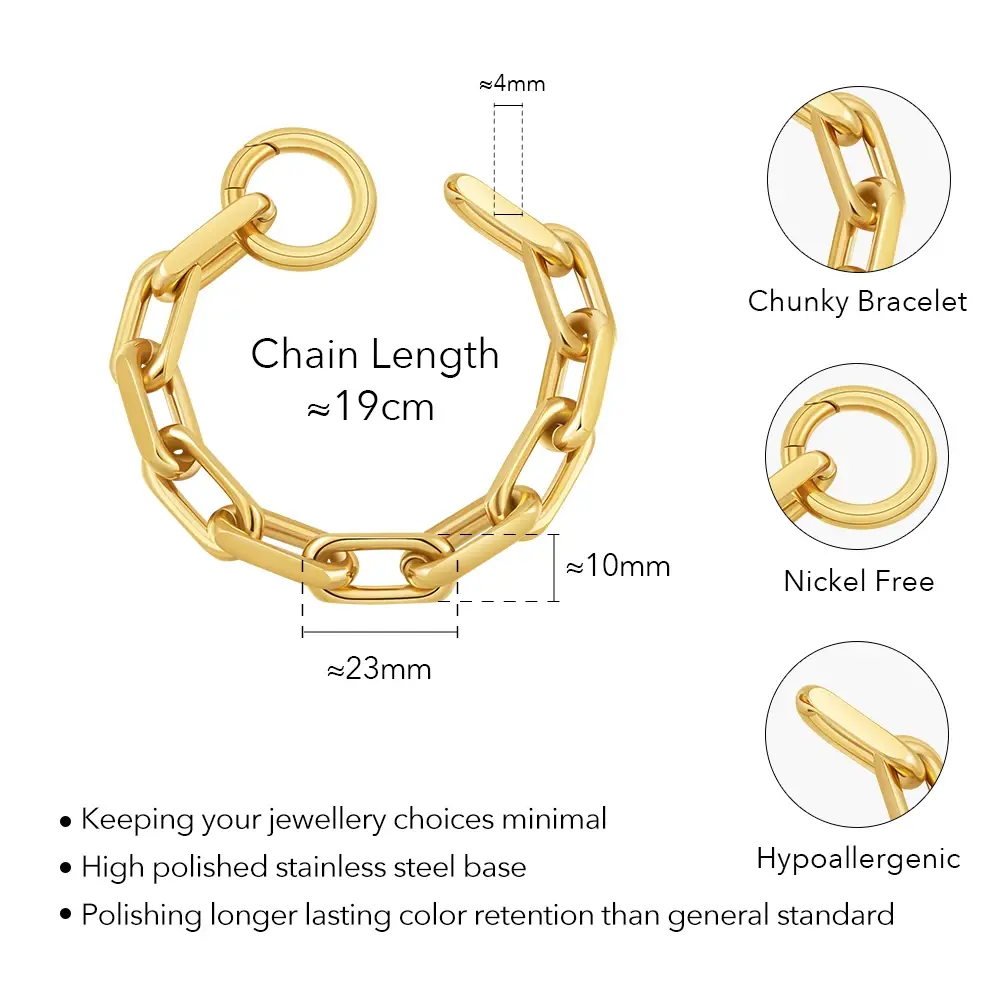 ≈4mm
Chunky Bracelet
Chain Length
≈19cm
≈10mm
Nickel Free
≈23mm
Hypoallergenic
• Keeping your jewellery choices minimal
• High polished stainless steel base
• Polishing longer lasting color retention than general standard